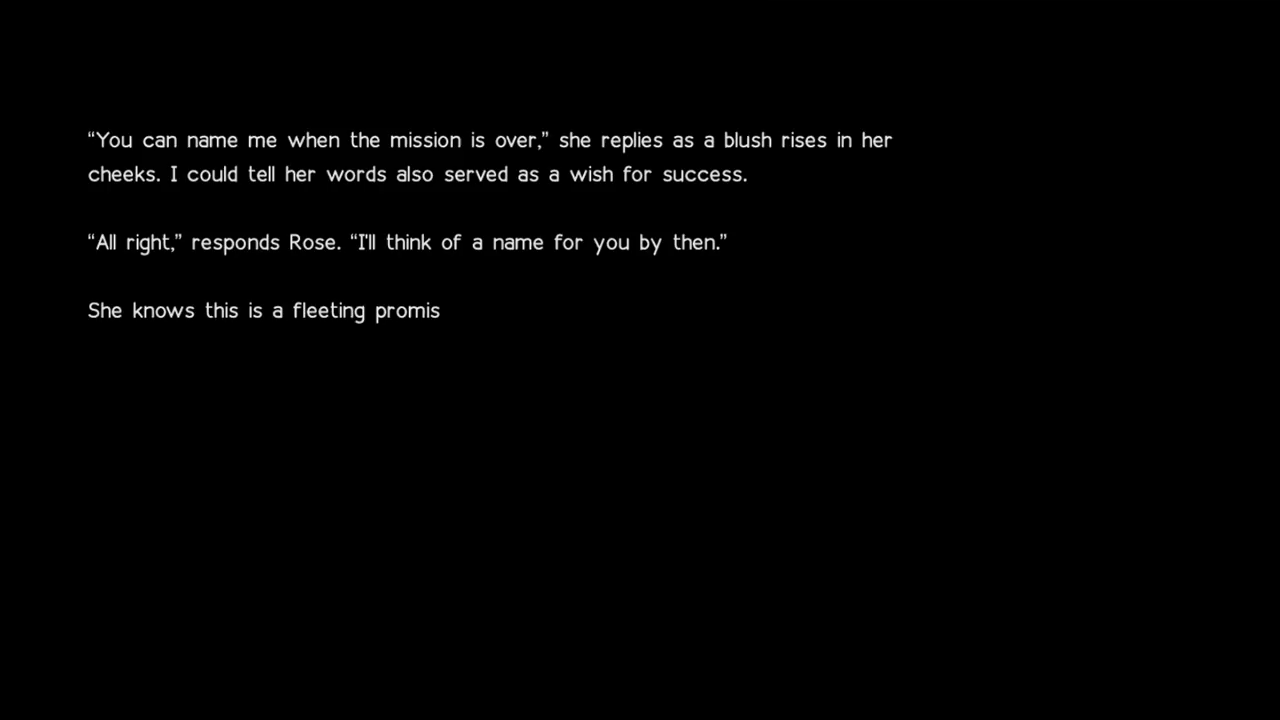 “You can name me when the mission is over,” she replies as a blush rises in her
cheeks. I could tell her words also served as a wish for success.
“All right,” responds Rose. “I'll think of a name for you by then.”
She knows this is a fleeting promis